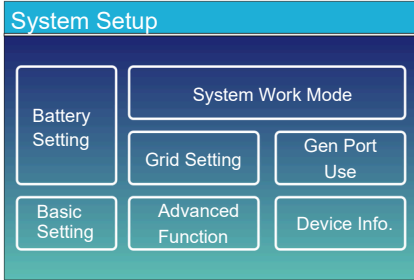 System Setup
Battery
Setting
System Work Mode
Grid Setting
Gen Port
Use
Basic
Setting
Advanced
Function
Device Info.